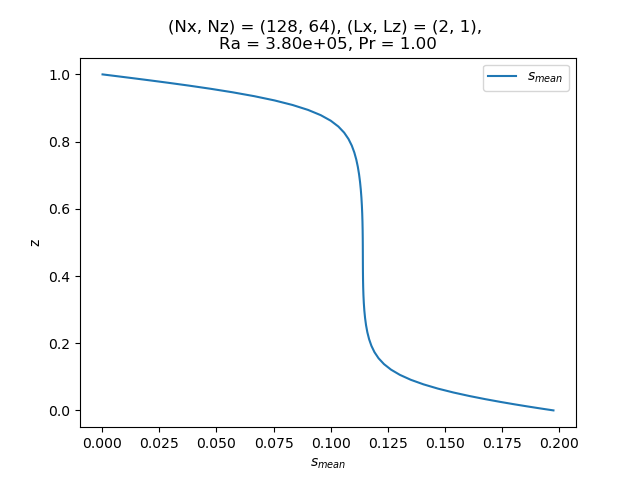 (Nx, Nz) = (128, 64), (Lx, Lz) = (2, 1),
Ra = 3.80e+05, Pr = 1.00
s_mean
1.0
0.8
0.6
0.4
0.2
0.0
z
0.000 0.025 0.050 0.075 0.100 0.125 0.150 0.175 0.200
s_mean